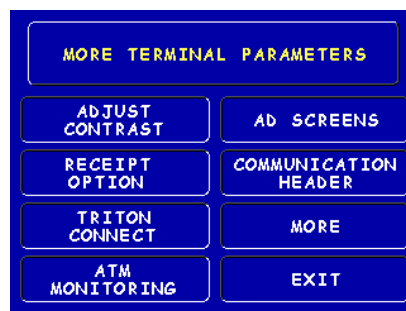 MORE TERMINAL PARAMETERS
ADJUST
CONTRAST
AD SCREENS
RECEIPT
OPTION
COMMUNICATION
HEADER
TRITON
CONNECT
MORE
ATM
MONITORING
EXIT